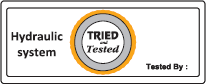 Hydraulic
system
TRIED
and
Tested
Tested By :